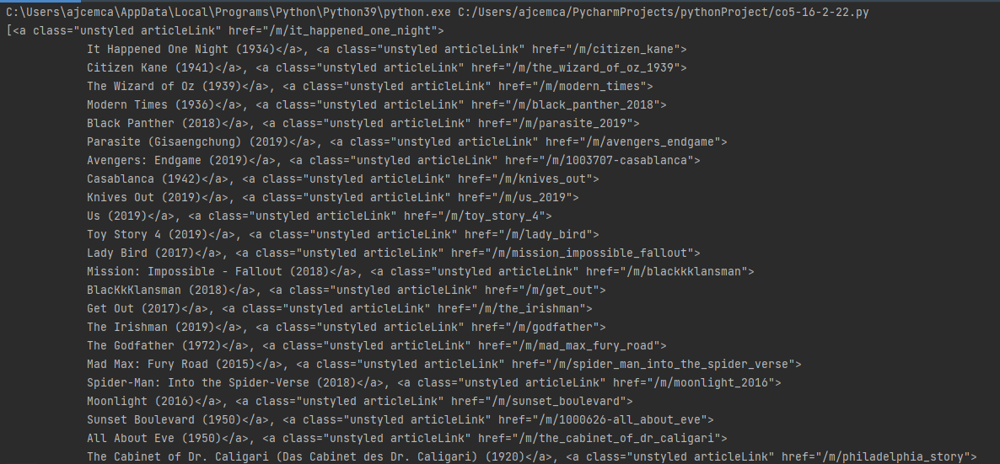 C:\Users\ajcemca\AppData\Local\Programs\Python\Python39\python.exe C:/Users/ajcemca/PycharmProjects/pythonProject/co5-16-2-22.py
[<a class="unstyled articleLink" href="/m/it_happened_one_night">
It Happened One Night (1934)</a>, <a class="unstyled articleLink" href="/m/citizen_kane">
Citizen Kane (1941)</a>, <a class="unstyled articleLink" href="/m/the_wizard_of_oz_1939">
The Wizard of Oz (1939)</a>, <a class="unstyled articleLink" href="/m/modern_times">
Modern Times (1936)</a>, <a class="unstyled articleLink" href="/m/black_panther_2018">
Black Panther (2018)</a>, <a class="unstyled articleLink" href="/m/parasite_2019">
Parasite (Gisaengchung) (2019)</a>, <a class="unstyled articleLink" href="/m/avengers_endgame">
Avengers: Endgame (2019)</a>, <a class="unstyled articleLink" href="/m/1003707-casablanca">
Casablanca (1942)</a>, <a class="unstyled articleLink" href="/m/knives_out">
Knives Out (2019)</a>, <a class="unstyled articleLink" href="/m/us_2019">
Us (2019)</a>, <a class="unstyled articleLink" href="/m/toy_story_4">
Toy Story 4 (2019)</a>, <a class="unstyled articleLink" href="/m/lady_bird">
Lady Bird (2017)</a>, <a class="unstyled articleLink" href="/m/mission_impossible_fallout">
Mission: Impossible - Fallout (2018)</a>, <a class="unstyled articleLink" href="/m/blackkklansman">
BlacKkKlansman (2018)</a>, <a class="unstyled articleLink" href="/m/get_out">
Get Out (2017)</a>, <a class="unstyled articleLink" href="/m/the_irishman">
The Irishman (2019)</a>, <a class="unstyled articleLink" href="/m/godfather">
The Godfather (1972)</a>, <a class="unstyled articleLink" href="/m/mad_max_fury_road">
Mad Max: Fury Road (2015)</a>, <a class="unstyled articleLink" href="/m/spider_man_into_the_spider_verse">
Spider-Man: Into the Spider-Verse (2018)</a>, <a class="unstyled articleLink" href="/m/moonlight_2016">
Moonlight (2016)</a>, <a class="unstyled articleLink" href="/m/sunset_boulevard">
Sunset Boulevard (1950)</a>, <a class="unstyled articleLink" href="/m/1000626-all_about_eve">
All About Eve (1950)</a>, <a class="unstyled articleLink" href="/m/the_cabinet_of_dr_caligari">
The Cabinet of Dr. Caligari (Das Cabinet des Dr. Caligari) (1920)</a>, <a class="unstyled articleLink" href="/m/philadelphia_story">